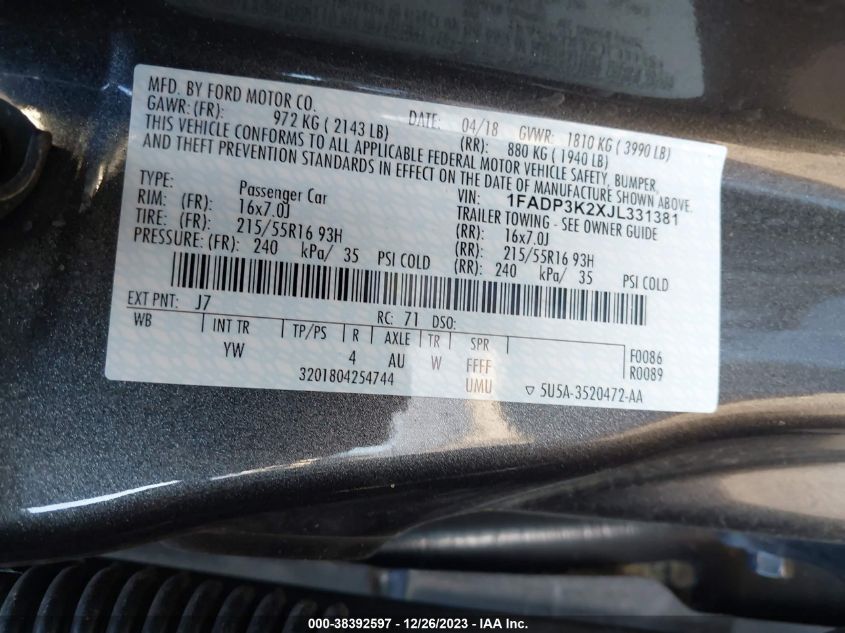 MFD. BY FORD MOTOR CO.
DATE: 04/18 GVWR: 1810 KG ( 3990 LB)
GAWR: (FR): 972 KG ( 2143 LB) (RR): 880 KG ( 1940 LB)
THIS VEHICLE CONFORMS TO ALL APPLICABLE FEDERAL MOTOR VEHICLE SAFETY, BUMPER,
AND THEFT PREVENTION STANDARDS IN EFFECT ON THE DATE OF MANUFACTURE SHOWN ABOVE.
TYPE: Passenger Car VIN: 1FADP3K2XJL331381
TRAILER TOWING - SEE OWNER GUIDE
RIM: (FR): 16x7.0J (RR): 16x7.0J
TIRE: (FR): 215/55R16 93H (RR): 215/55R16 93H
PRESSURE: (FR): 240 kPa/ 35 PSI COLD (RR): 240 kPa/ 35 PSI COLD
EXT PNT: J7 RC: 71 DSO:
WB INT TR TP/PS R AXLE TR SPR
YW 4 AU W FFFF F0086
UMU R0089
3201804254744 5U5A-3520472-AA
000-38392597 - 12/26/2023 - IAA Inc.